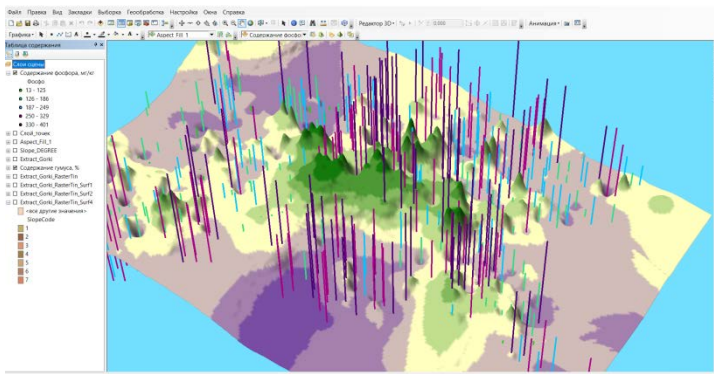 Файл Правка Вид Закладки Выборка Геообработка Настройка Окна Справка
Редактор 3D Анимация
Графика Aspect Fill 1 Содержание фосфо
Таблица содержания
Слои сцены
Содержание фосфора, мг/кг
Фосфо
13 - 125
126 - 186
187 - 249
250 - 329
330 - 401
Слой_точек
Aspect_Fill_1
Slope_DEGREE
Extract_Gorki
Содержание гумуса, %
Extract_Gorki_RasterTin
Extract_Gorki_RasterTin_Surf1
Extract_Gorki_RasterTin_Surf2
Extract_Gorki_RasterTin_Surf4
<все другие значения>
SlopeCode
1
2
3
4
5
6
7